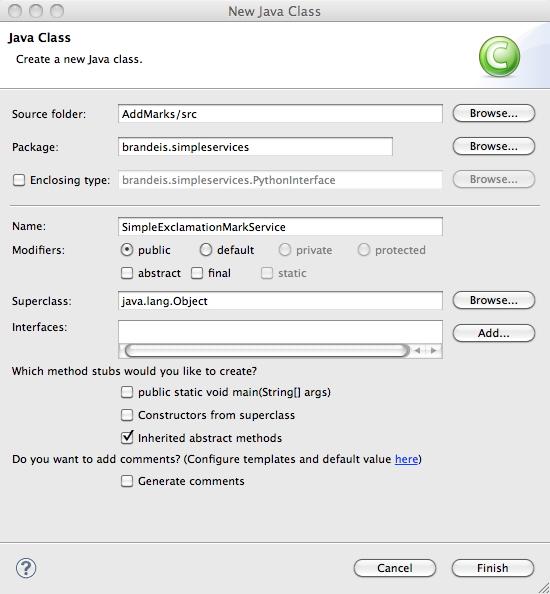 New Java Class
Java Class
Create a new Java class.
C
Source folder: AddMarks/src Browse...
Package: brandeis.simpleservices Browse...
Enclosing type: brandeis.simpleservices.PythonInterface Browse...
Name: SimpleExclamationMarkService
Modifiers: public default private protected
abstract final static
Superclass: java.lang.Object Browse...
Interfaces: Add...
Which method stubs would you like to create?
public static void main(String[] args)
Constructors from superclass
Inherited abstract methods
Do you want to add comments? (Configure templates and default value here)
Generate comments
? Cancel Finish